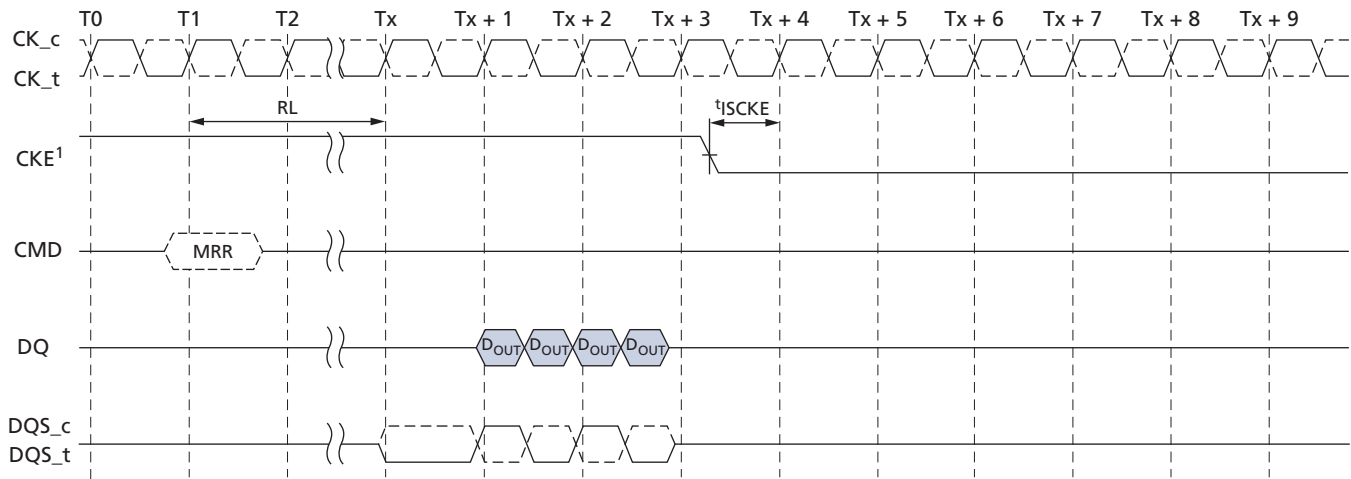 T0 T1 T2 Tx Tx + 1 Tx + 2 Tx + 3 Tx + 4 Tx + 5 Tx + 6 Tx + 7 Tx + 8 Tx + 9
CK_c
CK_t
RL
tISCKE
CKE1
CMD
MRR
DQ
DOUT DOUT DOUT DOUT
DQS_c
DQS_t